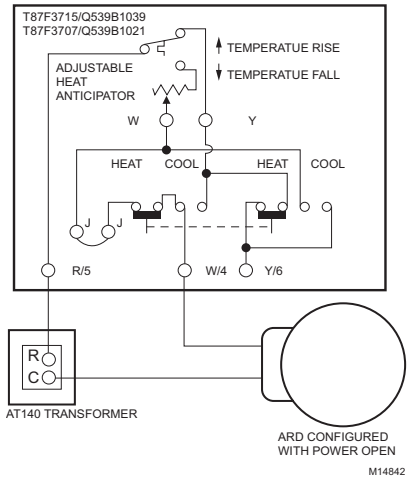 T87F3715/Q539B1039
T87F3707/Q539B1021
TEMPERATUE RISE
ADJUSTABLE
HEAT
ANTICIPATOR
TEMPERATUE FALL
W Y
HEAT COOL HEAT COOL
J J
R/5 W/4 Y/6
R
C
AT140 TRANSFORMER
ARD CONFIGURED
WITH POWER OPEN
M14842